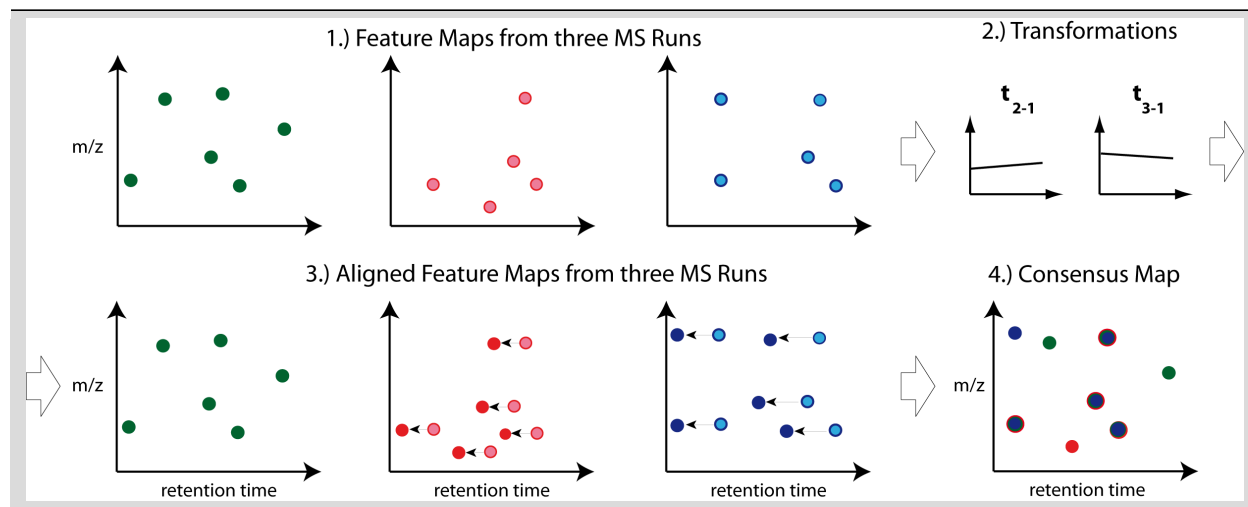 1.) Feature Maps from three MS Runs
2.) Transformations
m/z
t2-1
t3-1
3.) Aligned Feature Maps from three MS Runs
4.) Consensus Map
m/z
m/z
retention time
retention time
retention time
retention time